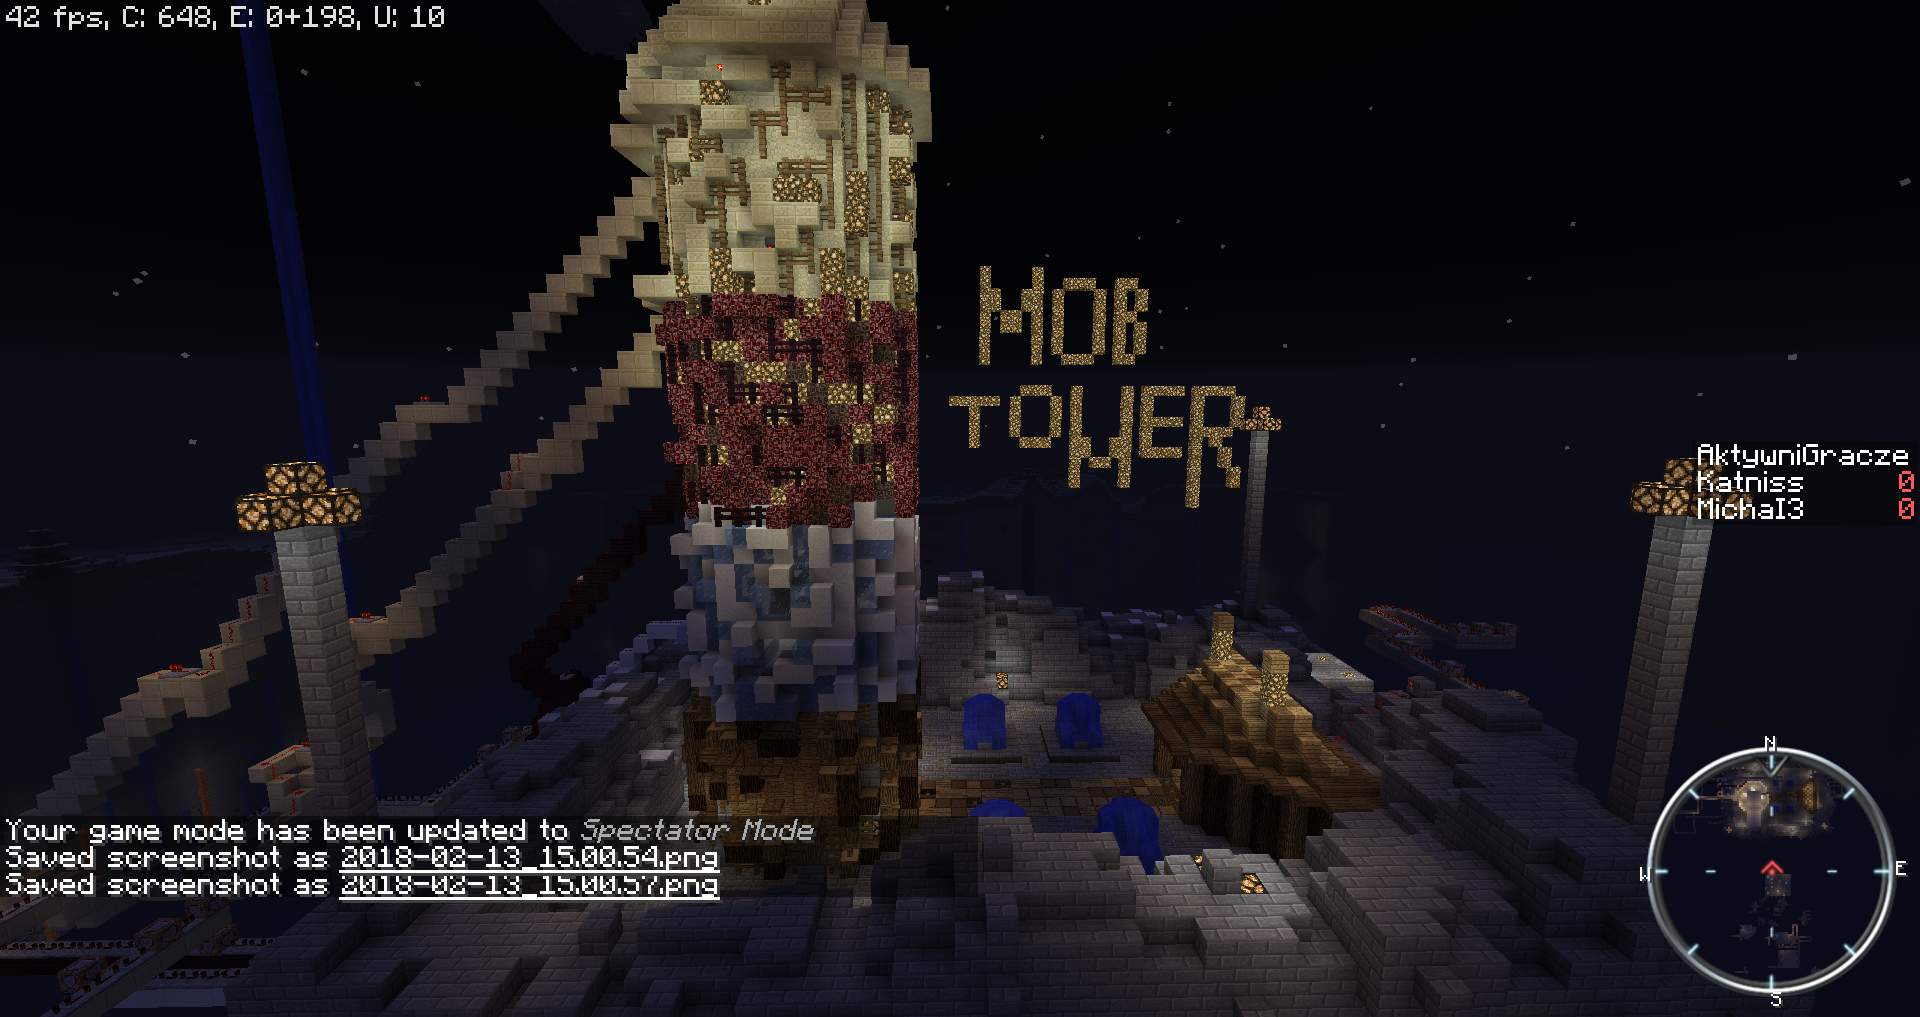 42 fps, C: 648, E: 0+198, U: 10
MOB
TOWER
AktywniGracze
Katniss 0
Michal3 0
Your game mode has been updated to Spectator Mode
Saved screenshot as 2018-02-13_15.00.54.png
Saved screenshot as 2018-02-13_15.00.57.png
N
W
E
S